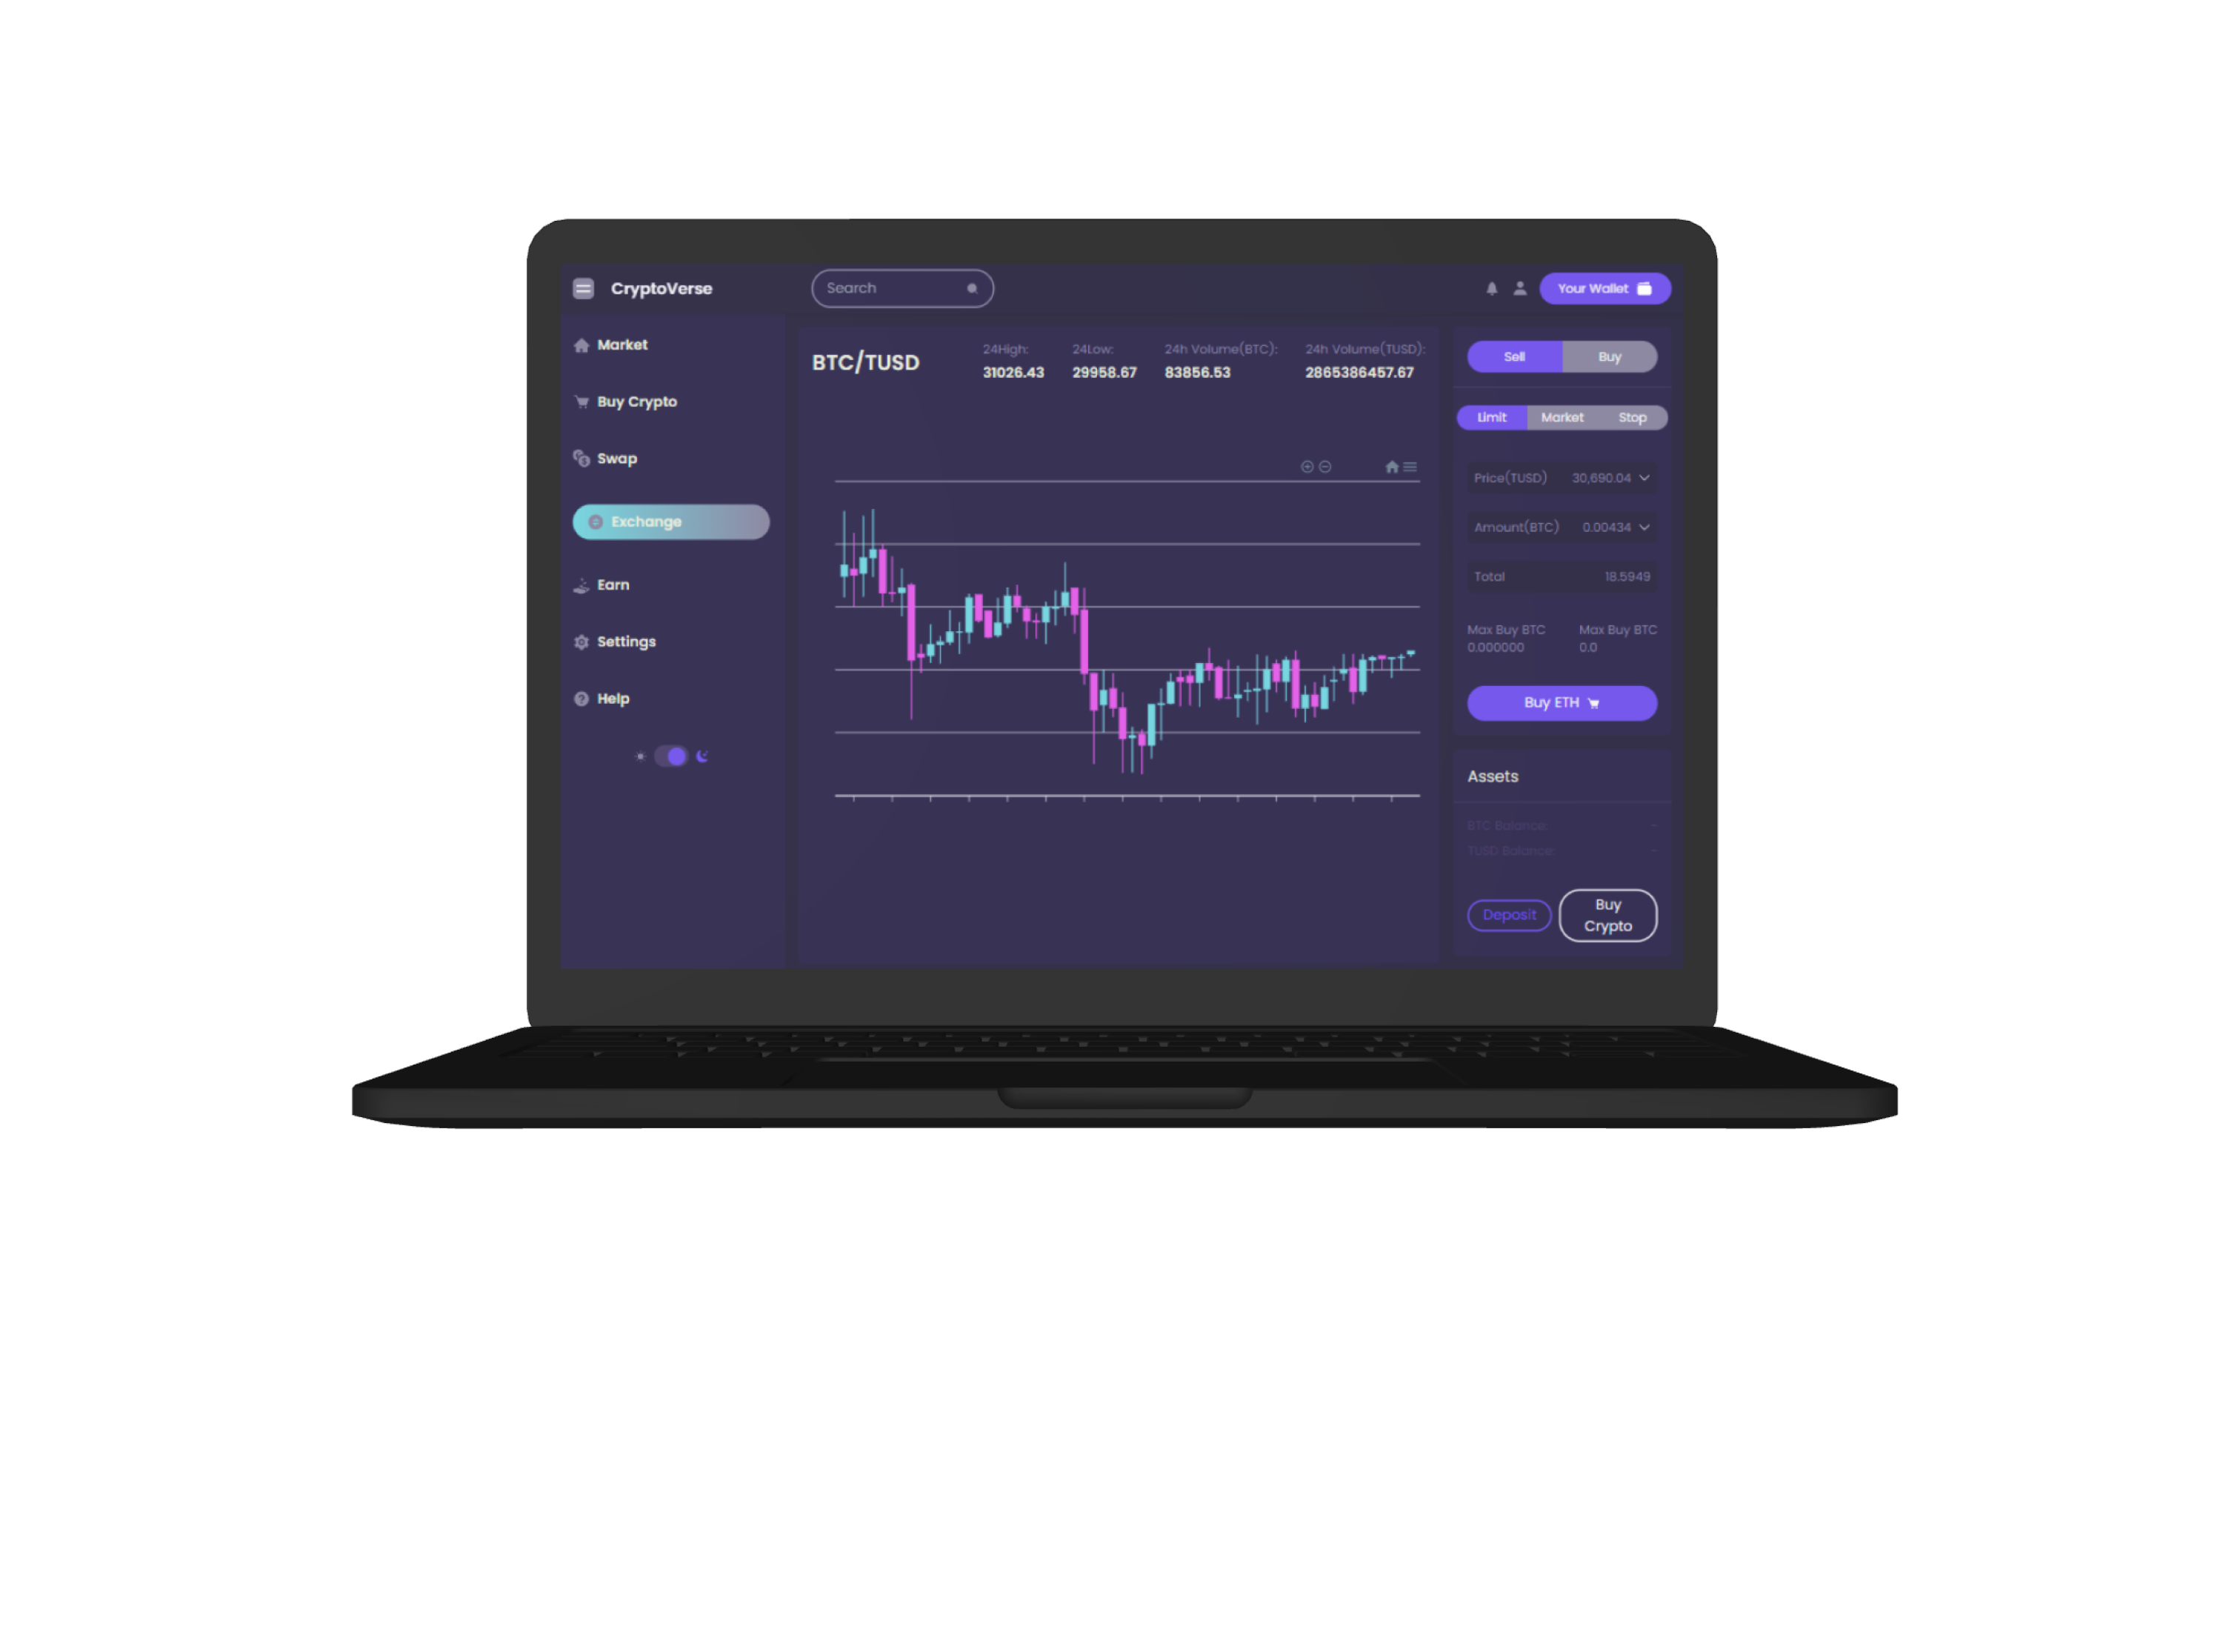 CryptoVerse
Search
Your Wallet
Market
Buy Crypto
Swap
Exchange
Earn
Settings
Help
BTC/TUSD
24High:
31026.43
24Low:
29958.67
24h Volume(BTC):
83856.53
24h Volume(TUSD):
2865386457.67
Sell
Buy
Limit
Market
Stop
Price(TUSD) 30,690.04
Amount(BTC) 0.00434
Total 18.5949
Max Buy BTC
0.000000
Max Buy BTC
0.0
Buy ETH
Assets
BTC Balance: -
TUSD Balance: -
Deposit
Buy
Crypto